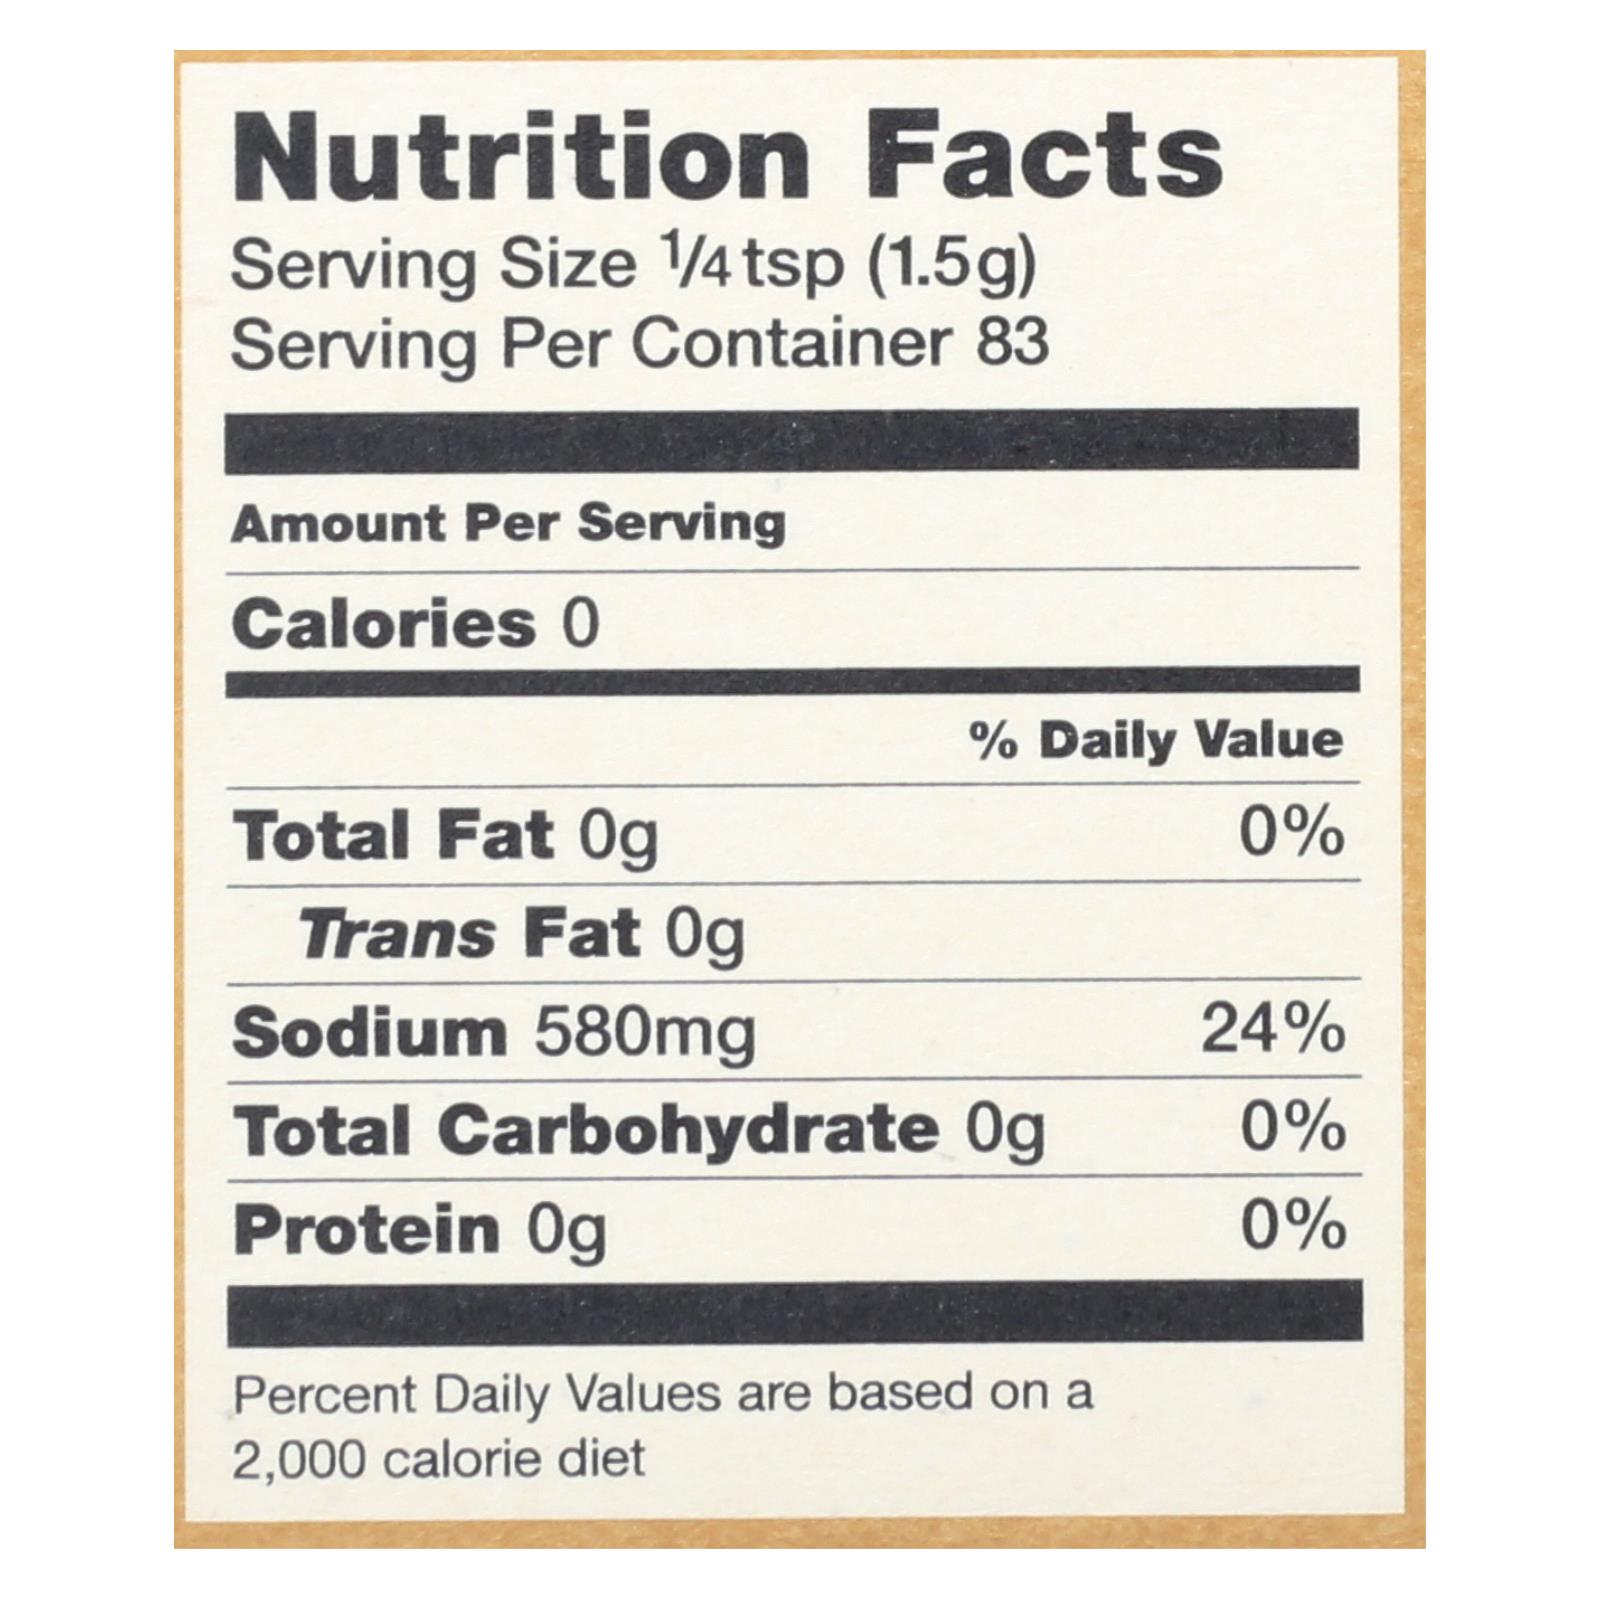 Nutrition Facts
Serving Size 1/4 tsp (1.5g)
Serving Per Container 83
Amount Per Serving
Calories 0
% Daily Value
Total Fat 0g 0%
Trans Fat 0g
Sodium 580mg 24%
Total Carbohydrate 0g 0%
Protein 0g 0%
Percent Daily Values are based on a
2,000 calorie diet